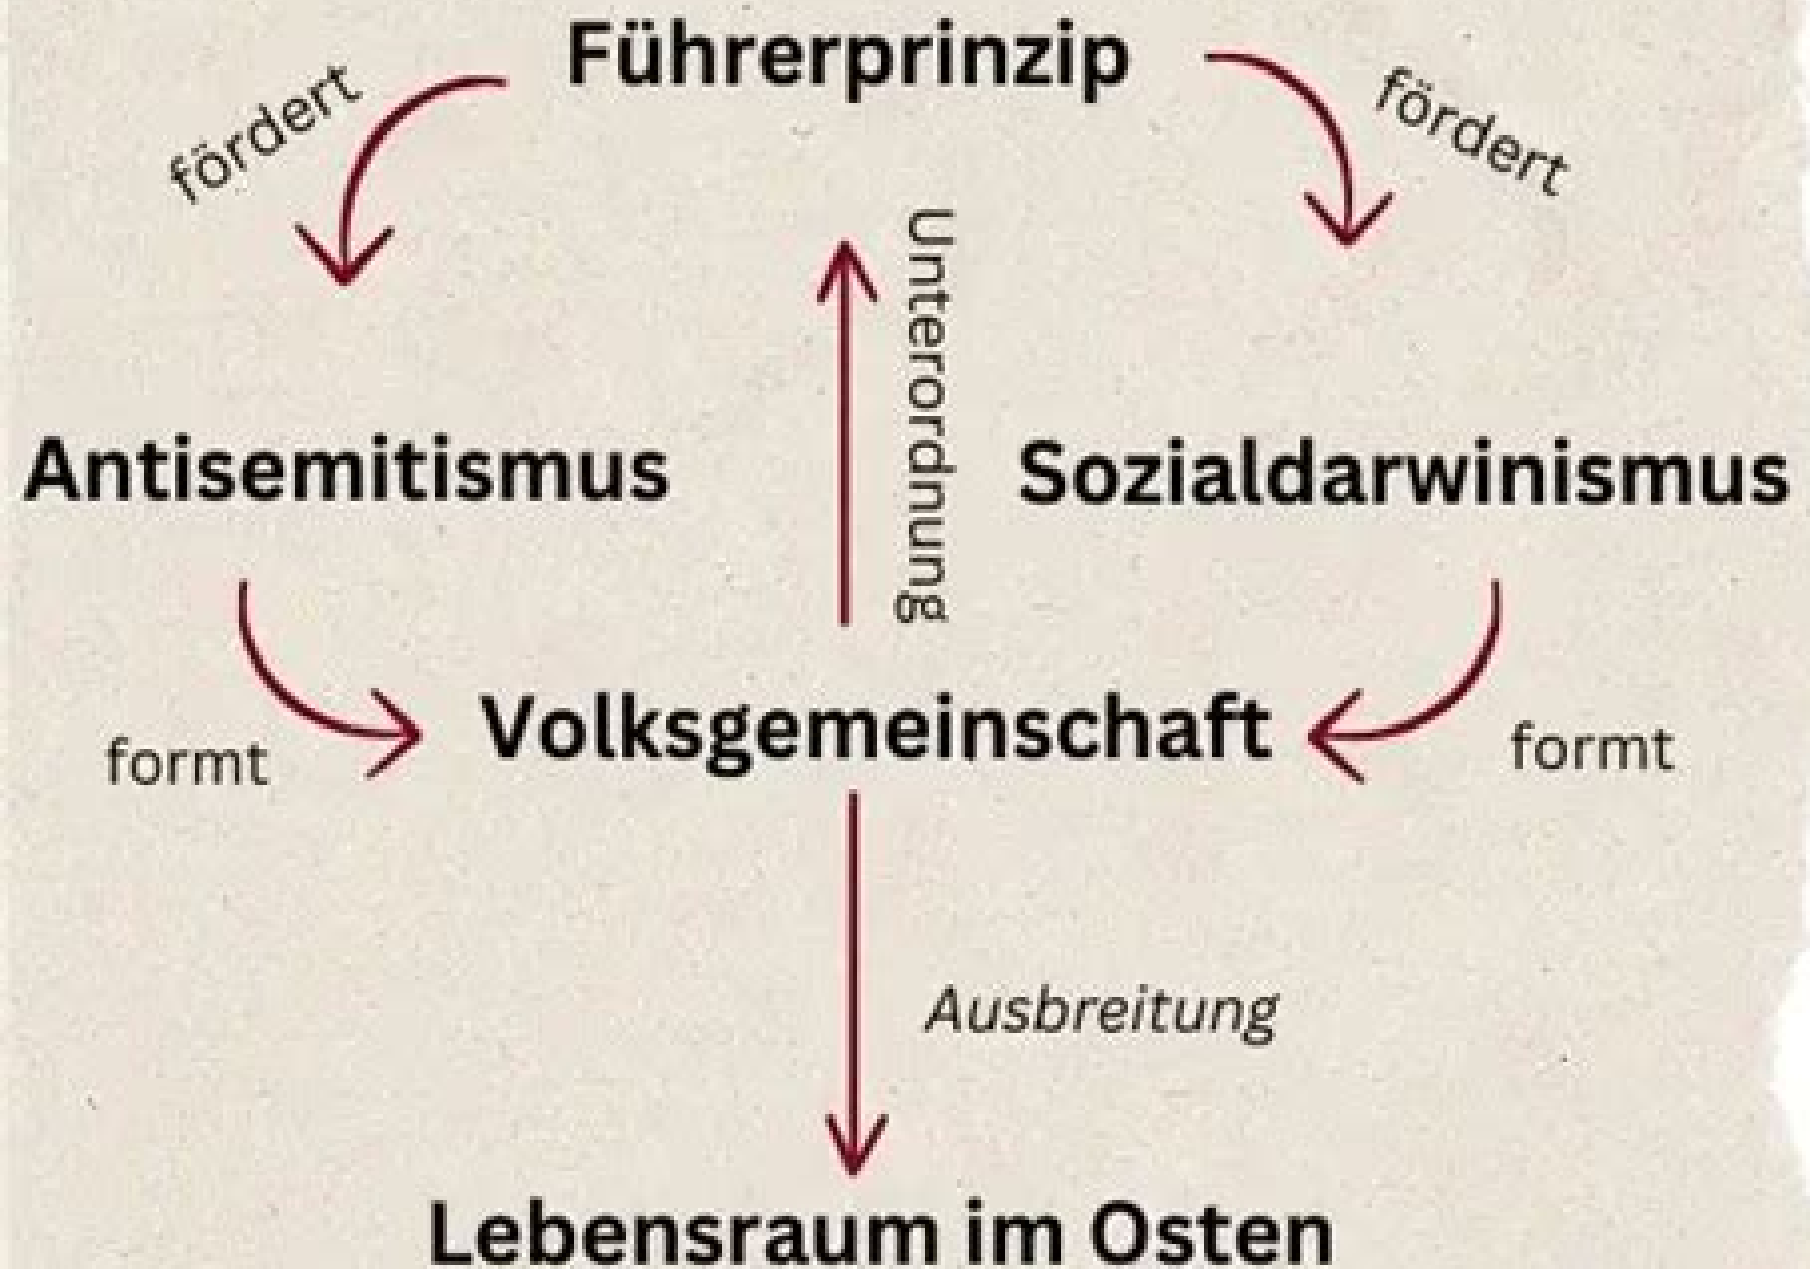 Führerprinzip
fördert
fördert
Unterordnung
Antisemitismus
Sozialdarwinismus
Volksgemeinschaft
formt
formt
Ausbreitung
Lebensraum im Osten